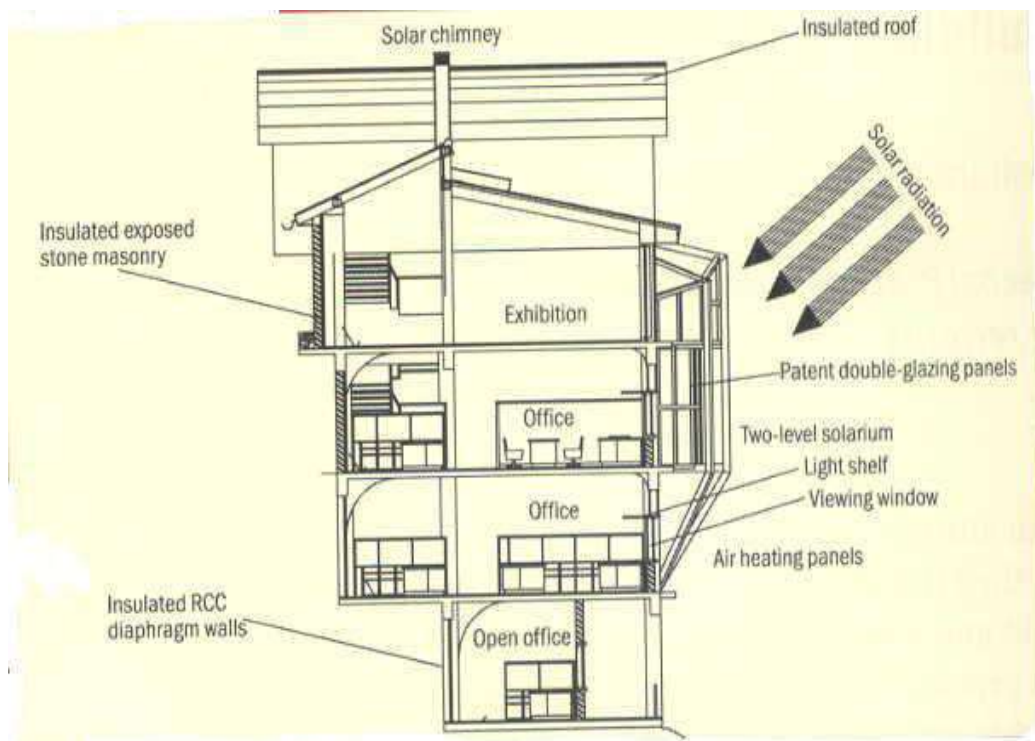 Solar chimney
Insulated roof
Solar radiation
Insulated exposed
stone masonry
Exhibition
Patent double-glazing panels
Office
Two-level solarium
Light shelf
Office
Viewing window
Air heating panels
Insulated RCC
diaphragm walls
Open office